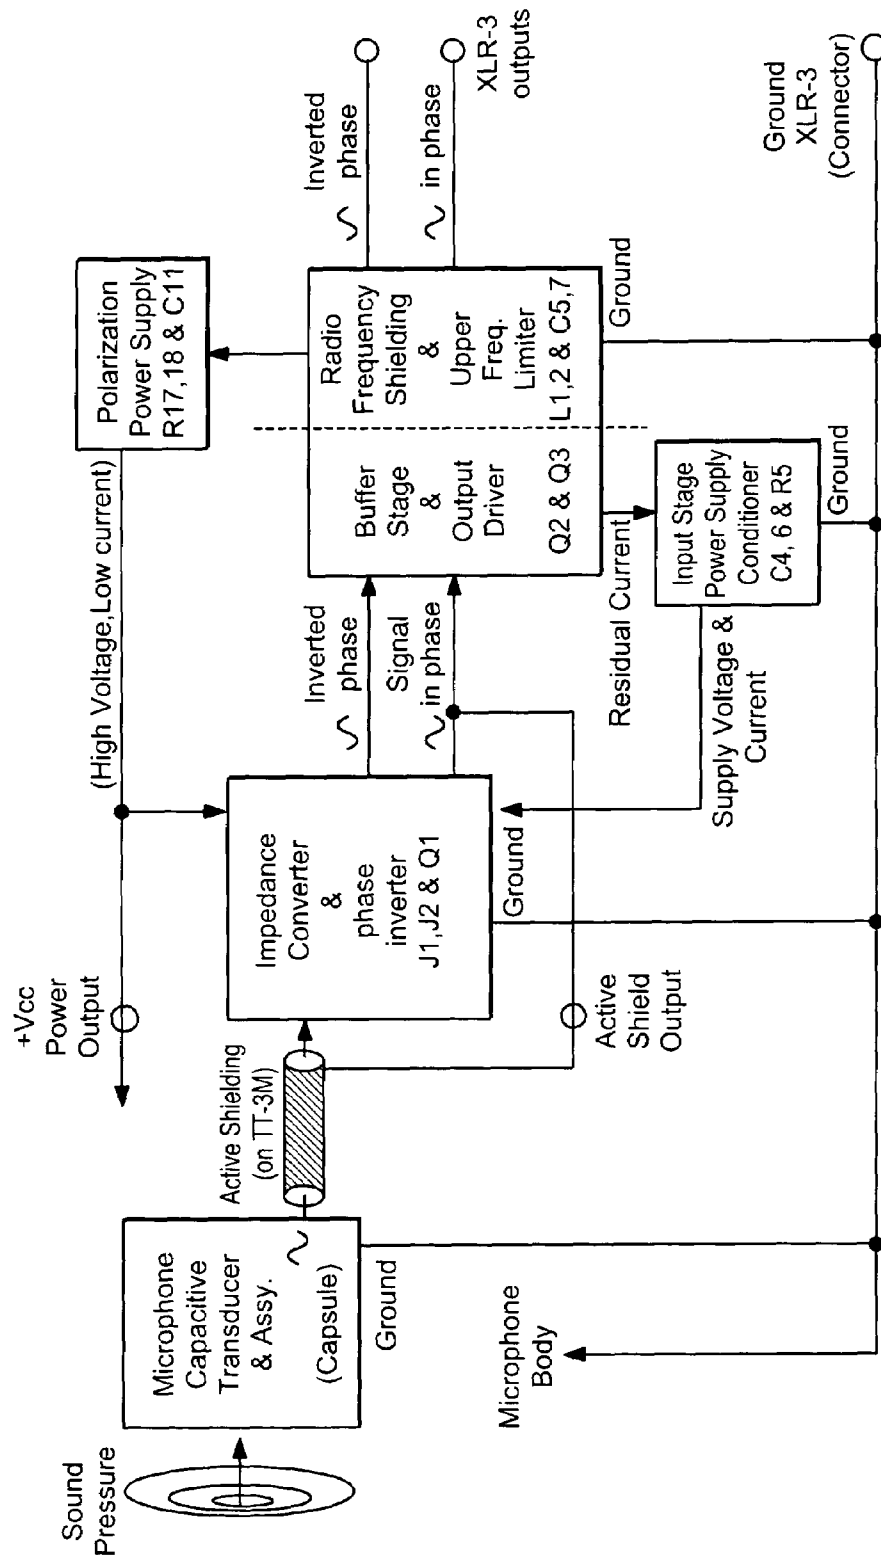 Sound
Pressure
Microphone
Capacitive
Transducer
& Assy.
(Capsule)
Ground
Microphone
Body
Active Shielding
(on TT-3M)
+Vcc
Power
Output
(High Voltage,Low current)
Impedance
Converter
&
phase
inverter
J1,J2 & Q1
Ground
Active
Shield
Output
Inverted
phase
Signal
in phase
Supply Voltage &
Current
Residual Current
Polarization
Power Supply
R17,18 & C11
Buffer
Stage
&
Output
Driver
Q2 & Q3
Radio
Frequency
Shielding
&
Upper
Freq.
Limiter
L1,2 & C5,7
Ground
Input Stage
Power Supply
Conditioner
C4, 6 & R5
Ground
Inverted
phase
in phase
XLR-3
outputs
Ground
XLR-3
(Connector)